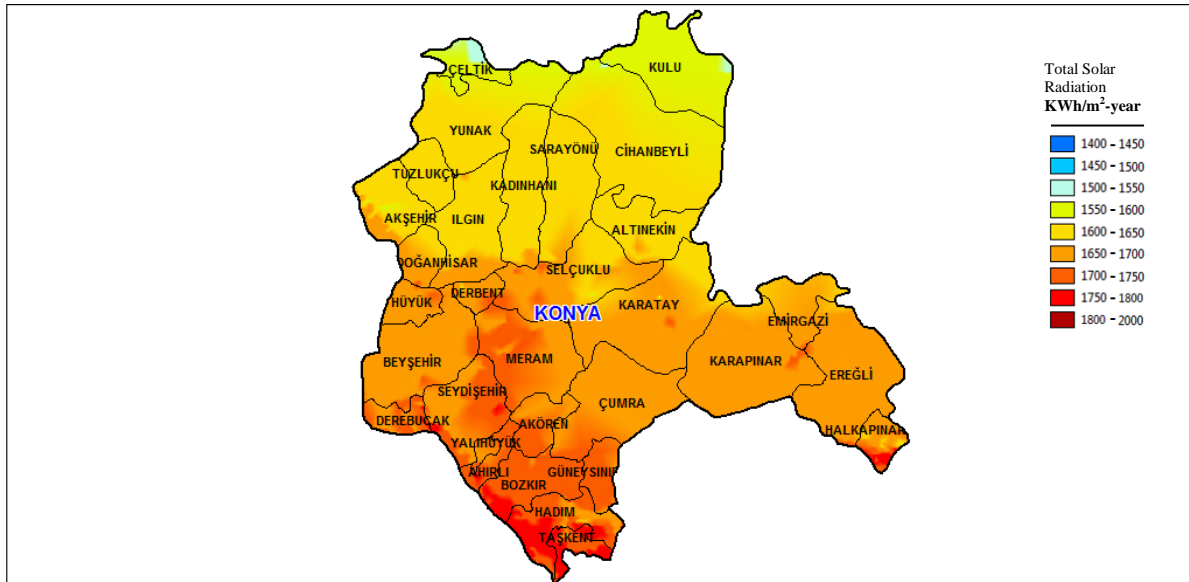 ÇELTİK
KULU
YUNAK
SARAYÖNÜ
CİHANBEYLİ
TUZLUKÇU
KADINHANI
AKŞEHİR
ILGIN
ALTINEKİN
DOĞANHİSAR
SELÇUKLU
DERBENT
HÜYÜK
KARATAY
KONYA
EMİRGAZİ
BEYŞEHİR
MERAM
KARAPINAR
EREĞLİ
SEYDİŞEHİR
ÇUMRA
DEREBUCAK
AKÖREN
HALKAPINAR
YALIHÜYÜK
AHIRLI
GÜNEYSINIR
BOZKIR
HADIM
TAŞKENT
Total Solar
Radiation
KWh/m²-year
1400 - 1450
1450 - 1500
1500 - 1550
1550 - 1600
1600 - 1650
1650 - 1700
1700 - 1750
1750 - 1800
1800 - 2000